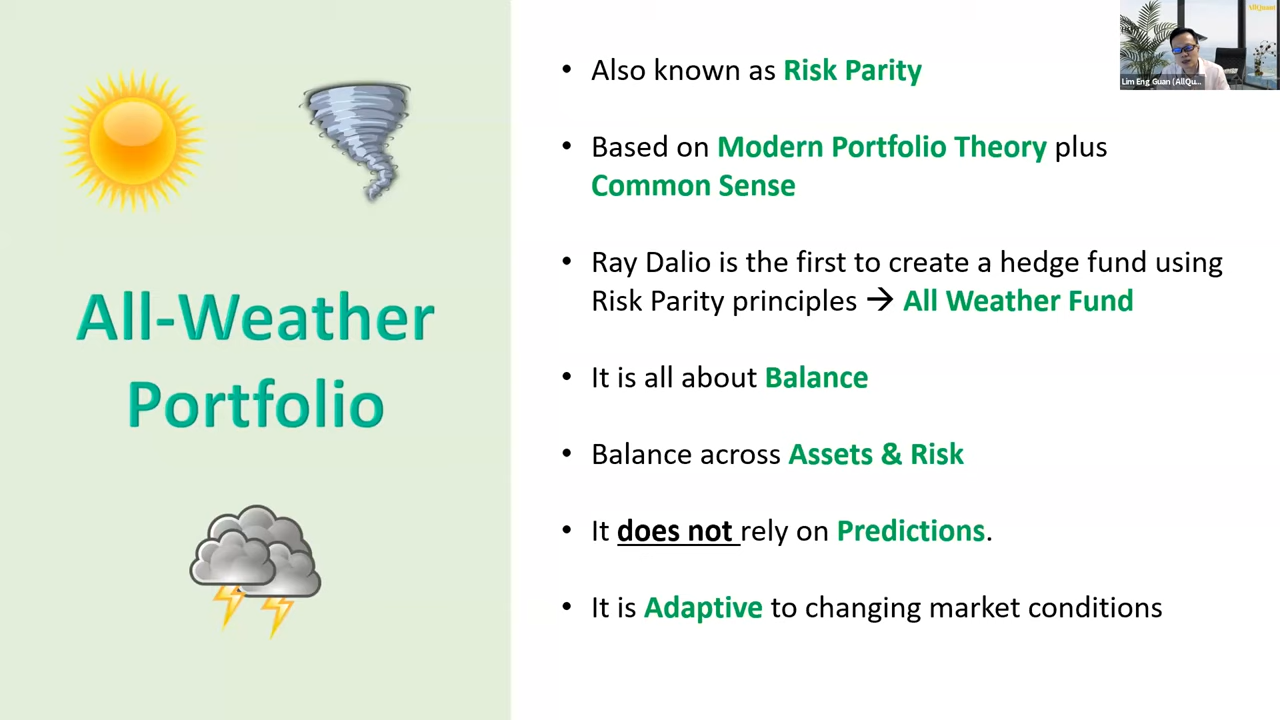 All-Weather
Portfolio
• Also known as Risk Parity
• Based on Modern Portfolio Theory plus
Common Sense
• Ray Dalio is the first to create a hedge fund using
Risk Parity principles → All Weather Fund
• It is all about Balance
• Balance across Assets & Risk
• It does not rely on Predictions.
• It is Adaptive to changing market conditions
AllQuant
Lim Eng Guan (AllQu...